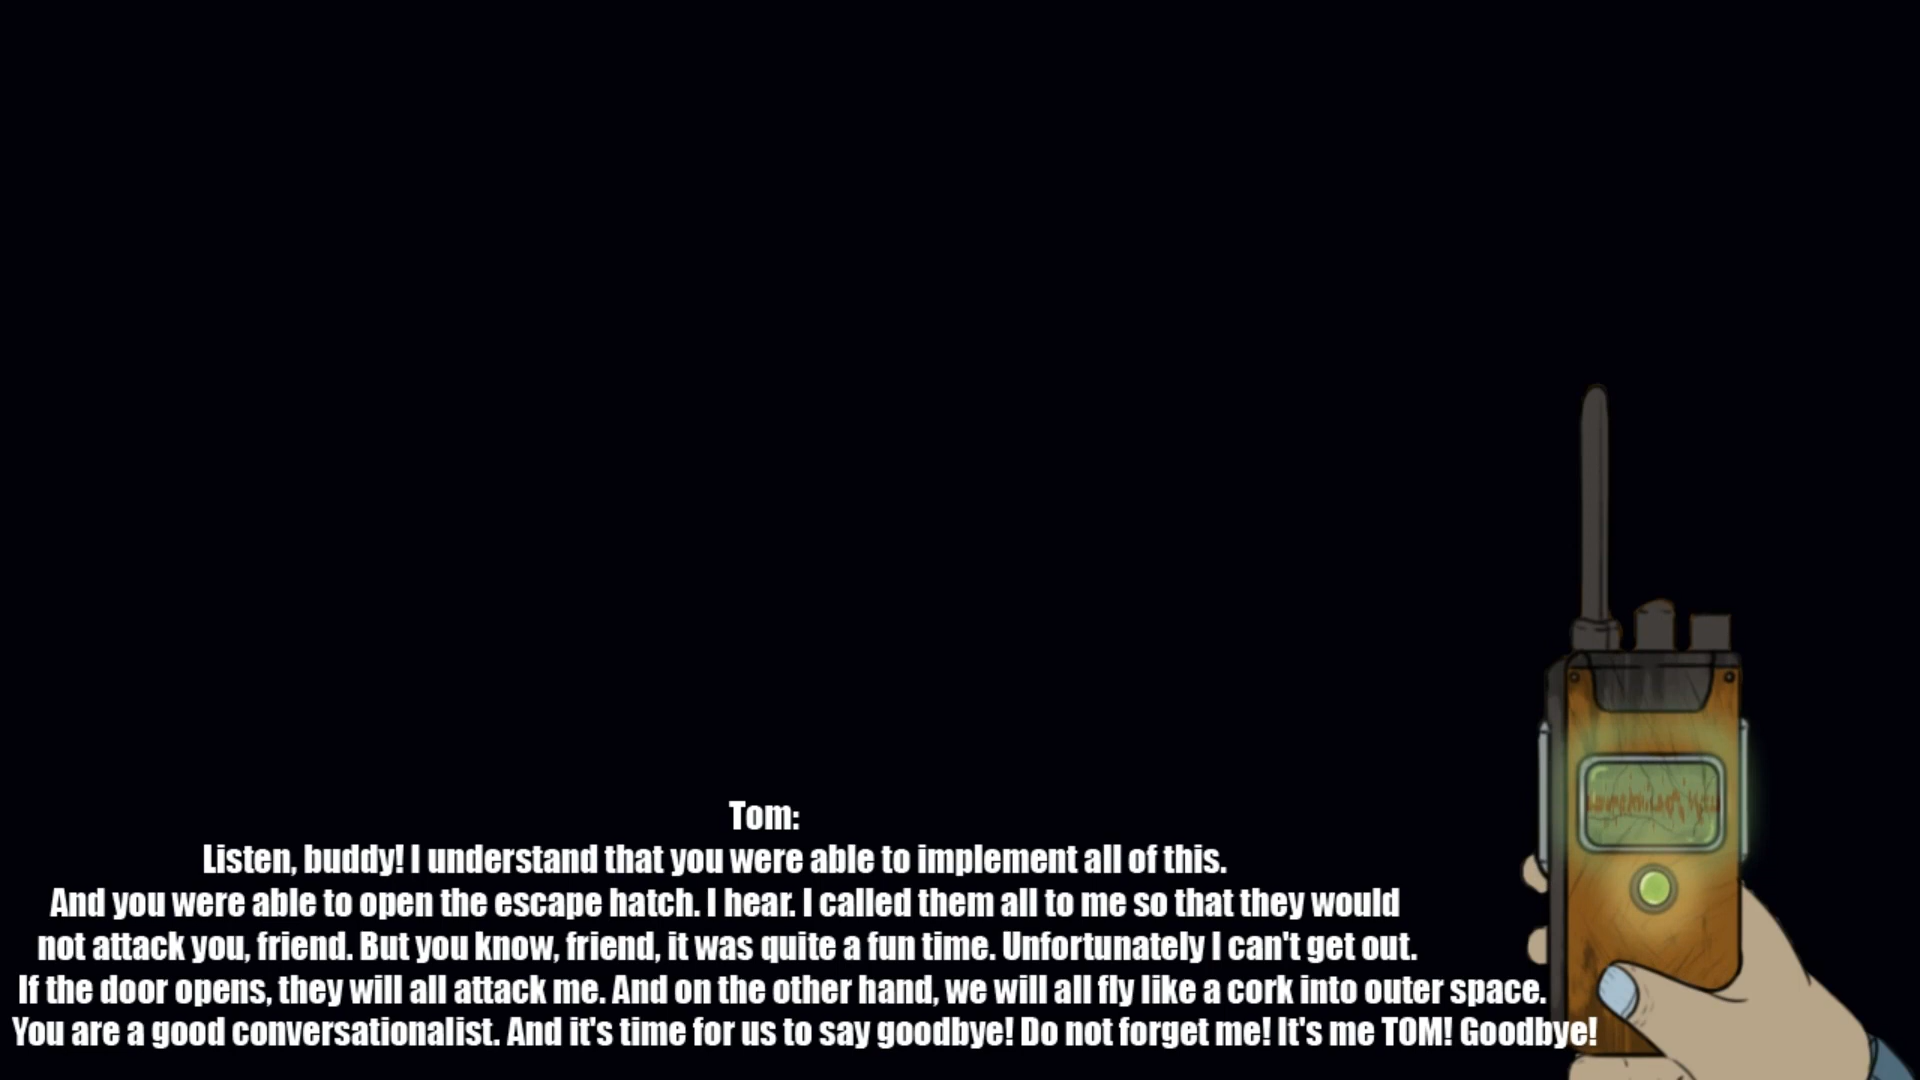 Tom:
Listen, buddy! I understand that you were able to implement all of this.
And you were able to open the escape hatch. I hear. I called them all to me so that they would
not attack you, friend. But you know, friend, it was quite a fun time. Unfortunately I can't get out.
If the door opens, they will all attack me. And on the other hand, we will all fly like a cork into outer space.
You are a good conversationalist. And it's time for us to say goodbye! Do not forget me! It's me TOM! Goodbye!